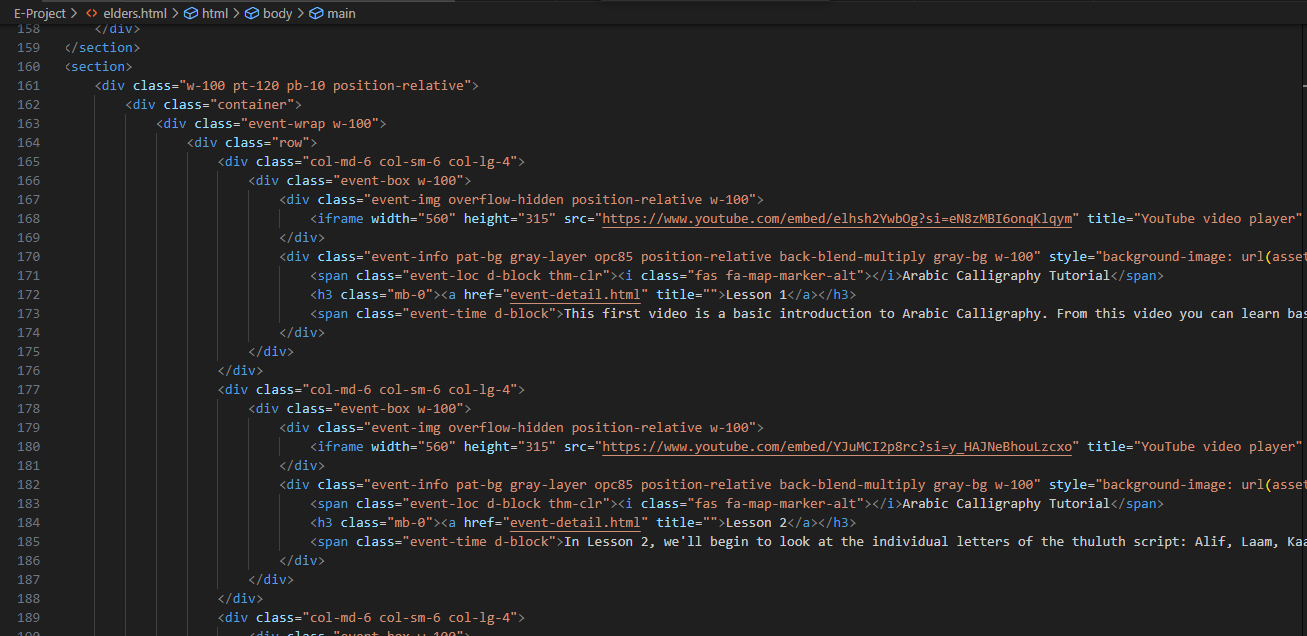 E-Project > elders.html > html > body > main
158 </div>
159 </section>
160 <section>
161 <div class="w-100 pt-120 pb-10 position-relative">
162 <div class="container">
163 <div class="event-wrap w-100">
164 <div class="row">
165 <div class="col-md-6 col-sm-6 col-lg-4">
166 <div class="event-box w-100">
167 <div class="event-img overflow-hidden position-relative w-100">
168 <iframe width="560" height="315" src="https://www.youtube.com/embed/elhsh2YwbOg?si=eN8zMBI6onqKlqym" title="YouTube video player"
169 </div>
170 <div class="event-info pat-bg gray-layer opc85 position-relative back-blend-multiply gray-bg w-100" style="background-image: url(asset
171 <span class="event-loc d-block thm-clr"><i class="fas fa-map-marker-alt"></i>Arabic Calligraphy Tutorial</span>
172 <h3 class="mb-0"><a href="event-detail.html" title="">Lesson 1</a></h3>
173 <span class="event-time d-block">This first video is a basic introduction to Arabic Calligraphy. From this video you can learn bas
174 </div>
175 </div>
176 </div>
177 <div class="col-md-6 col-sm-6 col-lg-4">
178 <div class="event-box w-100">
179 <div class="event-img overflow-hidden position-relative w-100">
180 <iframe width="560" height="315" src="https://www.youtube.com/embed/YJuMCI2p8rc?si=y_HAJNeBhouLzcxo" title="YouTube video player"
181 </div>
182 <div class="event-info pat-bg gray-layer opc85 position-relative back-blend-multiply gray-bg w-100" style="background-image: url(asset
183 <span class="event-loc d-block thm-clr"><i class="fas fa-map-marker-alt"></i>Arabic Calligraphy Tutorial</span>
184 <h3 class="mb-0"><a href="event-detail.html" title="">Lesson 2</a></h3>
185 <span class="event-time d-block">In Lesson 2, we'll begin to look at the individual letters of the thuluth script: Alif, Laam, Kaa
186 </div>
187 </div>
188 </div>
189 <div class="col-md-6 col-sm-6 col-lg-4">
190 <div class="event-box w-100">